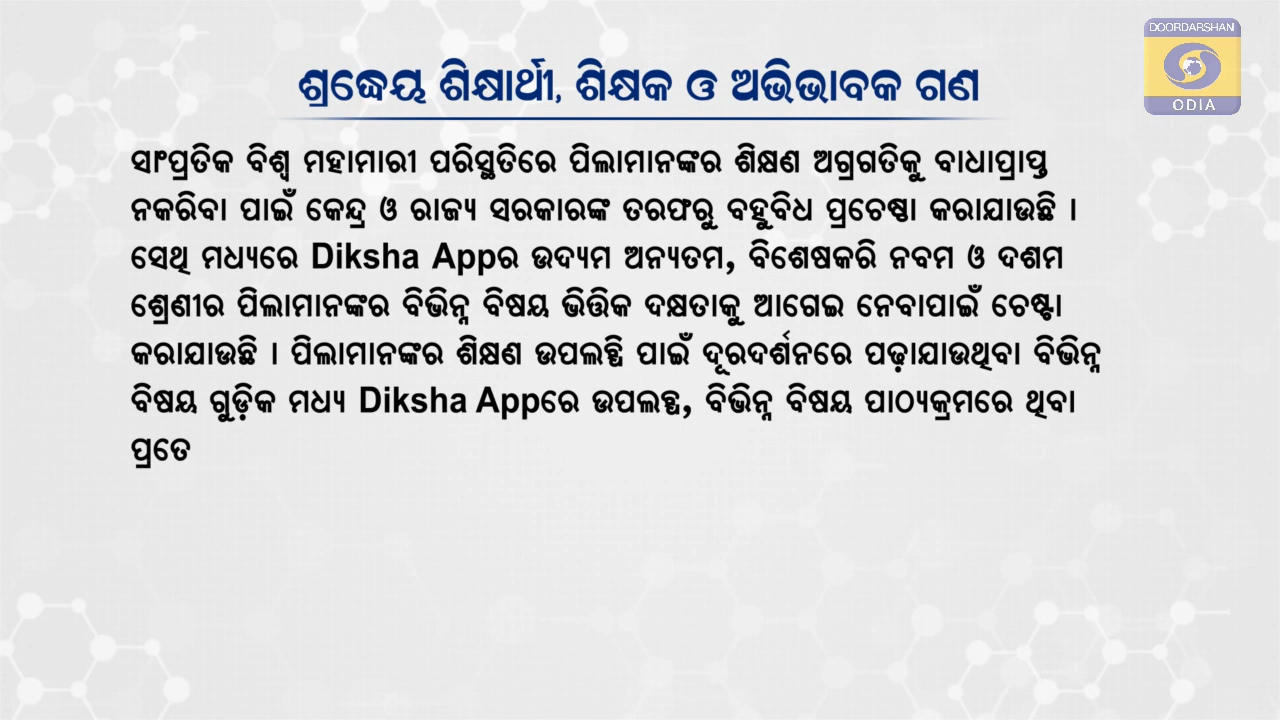 DOORDARSHAN
ODIA
ଶ୍ରଦ୍ଧେୟ ଶିକ୍ଷାର୍ଥୀ, ଶିକ୍ଷକ ଓ ଅଭିଭାବକ ଗଣ
ସାଂପ୍ରତିକ ବିଶ୍ୱ ମହାମାରୀ ପରିସ୍ଥିତିରେ ପିଲାମାନଙ୍କର ଶିକ୍ଷଣ ଅଗ୍ରଗତିକୁ ବାଧାପ୍ରାପ୍ତ
ନକରିବା ପାଇଁ କେନ୍ଦ୍ର ଓ ରାଜ୍ୟ ସରକାରଙ୍କ ତରଫରୁ ବହୁବିଧ ପ୍ରଚେଷ୍ଠା କରାଯାଉଛି ।
ସେଥି ମଧ୍ୟରେ Diksha Appର ଉଦ୍ୟମ ଅନ୍ୟତମ, ବିଶେଷକରି ନବମ ଓ ଦଶମ
ଶ୍ରେଣୀର ପିଲାମାନଙ୍କର ବିଭିନ୍ନ ବିଷୟ ଭିତ୍ତିକ ଦକ୍ଷତାକୁ ଆଗେଇ ନେବାପାଇଁ ଚେଷ୍ଟା
କରାଯାଉଛି । ପିଲାମାନଙ୍କର ଶିକ୍ଷଣ ଉପଲବ୍ଧି ପାଇଁ ଦୂରଦର୍ଶନରେ ପଢ଼ାଯାଉଥିବା ବିଭିନ୍ନ
ବିଷୟ ଗୁଡ଼ିକ ମଧ୍ୟ Diksha Appରେ ଉପଲବ୍ଧ, ବିଭିନ୍ନ ବିଷୟ ପାଠ୍ୟକ୍ରମରେ ଥିବା
ପ୍ରତେ